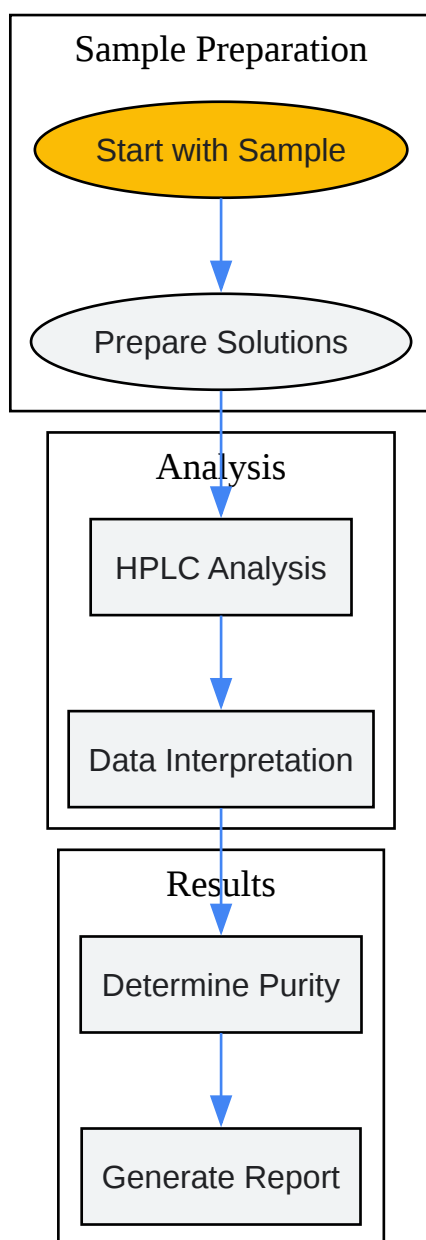 Sample Preparation
Start with Sample
Prepare Solutions
Analysis
HPLC Analysis
Data Interpretation
Results
Determine Purity
Generate Report